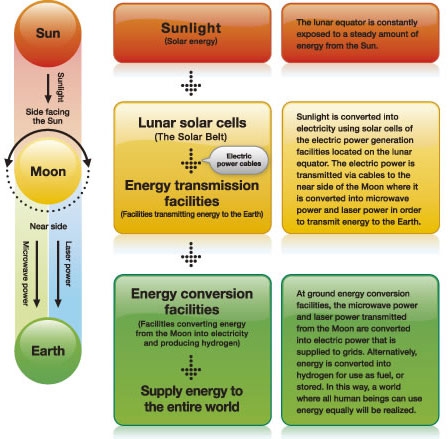 Sun
Sunlight
Side facing
the Sun
Moon
Near side
Microwave power
Laser power
Earth
Sunlight
(Solar energy)
The lunar equator is constantly
exposed to a steady amount of
energy from the Sun.
Lunar solar cells
(The Solar Belt)
Electric
power cables
Energy transmission
facilities
(Facilities transmitting energy to the Earth)
Sunlight is converted into
electricity using solar cells of
the electric power generation
facilities located on the lunar
equator. The electric power is
transmitted via cables to the
near side of the Moon where it
is converted into microwave
power and laser power in order
to transmit energy to the Earth.
Energy conversion
facilities
(Facilities converting energy
from the Moon into electricity
and producing hydrogen)
Supply energy to
the entire world
At ground energy conversion
facilities, the microwave power
and laser power transmitted
from the Moon are converted
into electric power that is
supplied to grids. Alternatively,
energy is converted into
hydrogen for use as fuel, or
stored. In this way, a world
where all human beings can use
energy equally will be realized.